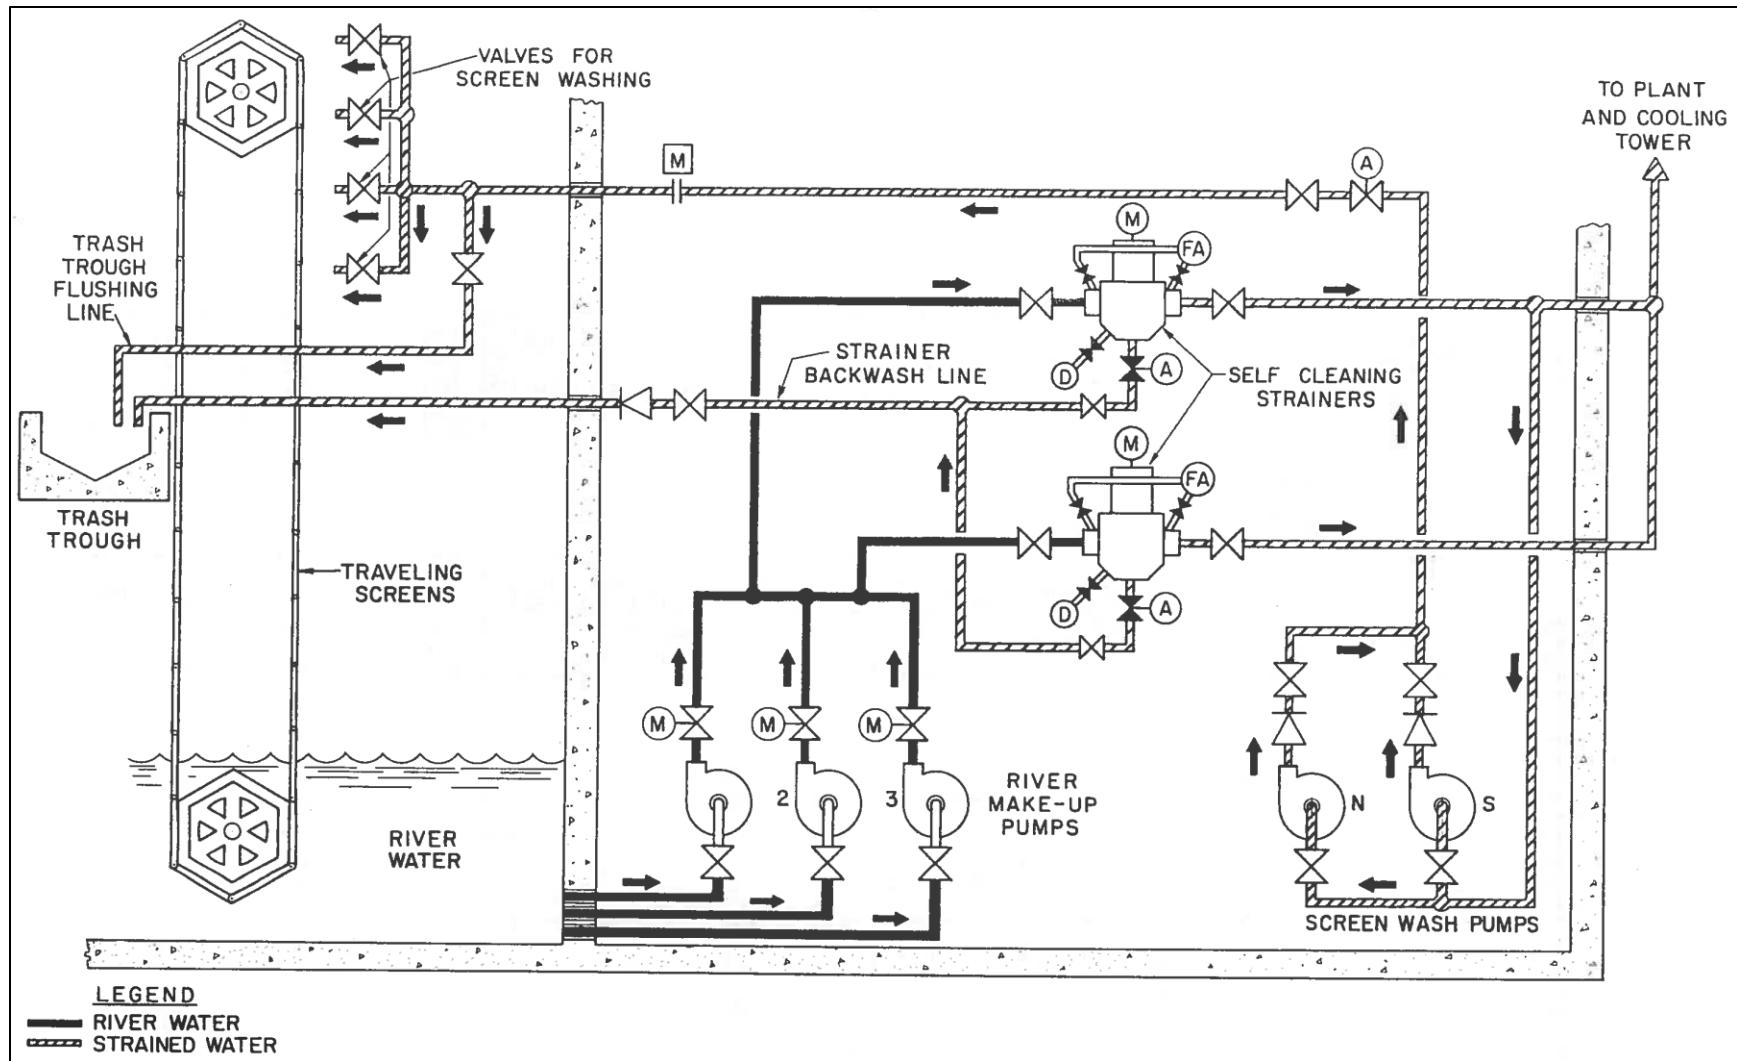 VALVES FOR
SCREEN WASHING
TO PLANT
AND COOLING
TOWER
M
A
M
FA
TRASH
TROUGH
FLUSHING
LINE
STRAINER
BACKWASH LINE
D
A
SELF CLEANING
STRAINERS
M
FA
TRASH
TROUGH
TRAVELING
SCREENS
D
A
M
M
M
2
3
RIVER
MAKE-UP
PUMPS
N
S
RIVER
WATER
SCREEN WASH PUMPS
LEGEND
RIVER WATER
STRAINED WATER